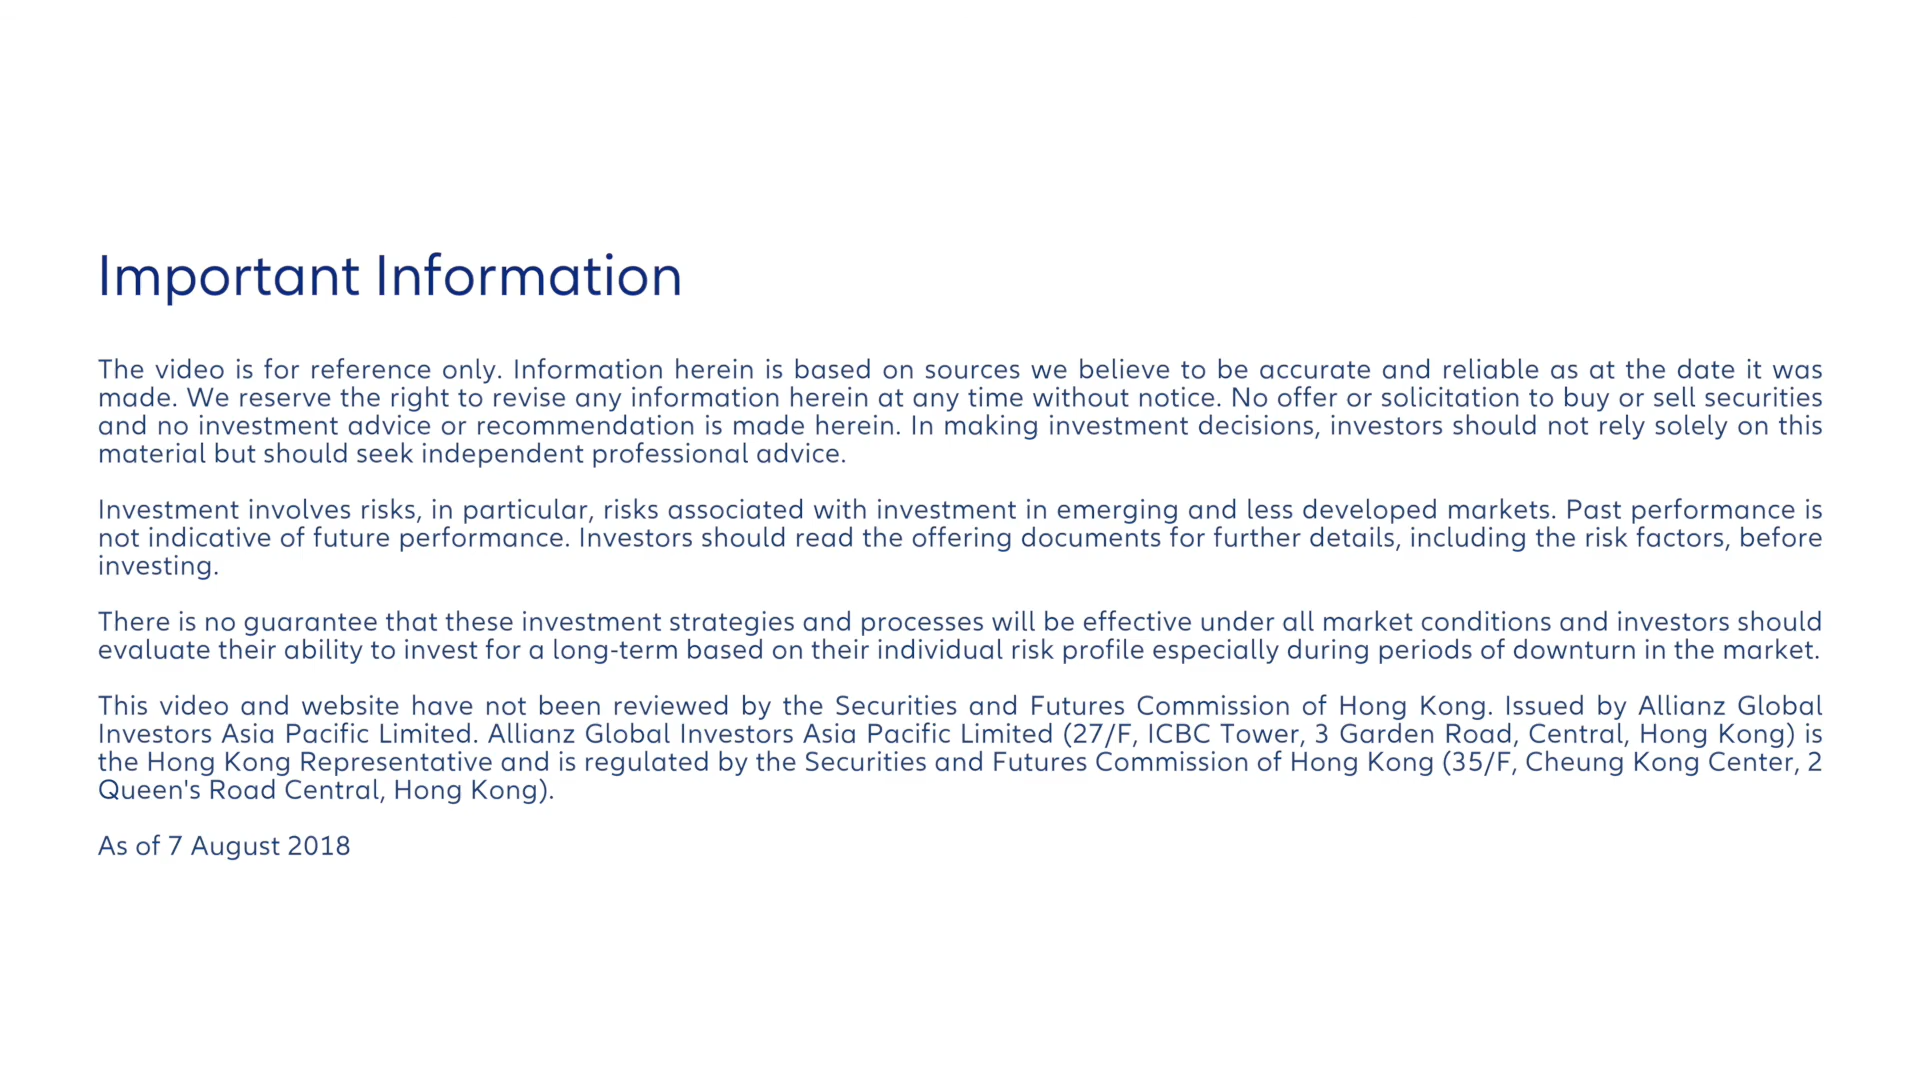 Important Information
The video is for reference only. Information herein is based on sources we believe to be accurate and reliable as at the date it was
made. We reserve the right to revise any information herein at any time without notice. No offer or solicitation to buy or sell securities
and no investment advice or recommendation is made herein. In making investment decisions, investors should not rely solely on this
material but should seek independent professional advice.
Investment involves risks, in particular, risks associated with investment in emerging and less developed markets. Past performance is
not indicative of future performance. Investors should read the offering documents for further details, including the risk factors, before
investing.
There is no guarantee that these investment strategies and processes will be effective under all market conditions and investors should
evaluate their ability to invest for a long-term based on their individual risk profile especially during periods of downturn in the market.
This video and website have not been reviewed by the Securities and Futures Commission of Hong Kong. Issued by Allianz Global
Investors Asia Pacific Limited. Allianz Global Investors Asia Pacific Limited (27/F, ICBC Tower, 3 Garden Road, Central, Hong Kong) is
the Hong Kong Representative and is regulated by the Securities and Futures Commission of Hong Kong (35/F, Cheung Kong Center, 2
Queen's Road Central, Hong Kong).
As of 7 August 2018